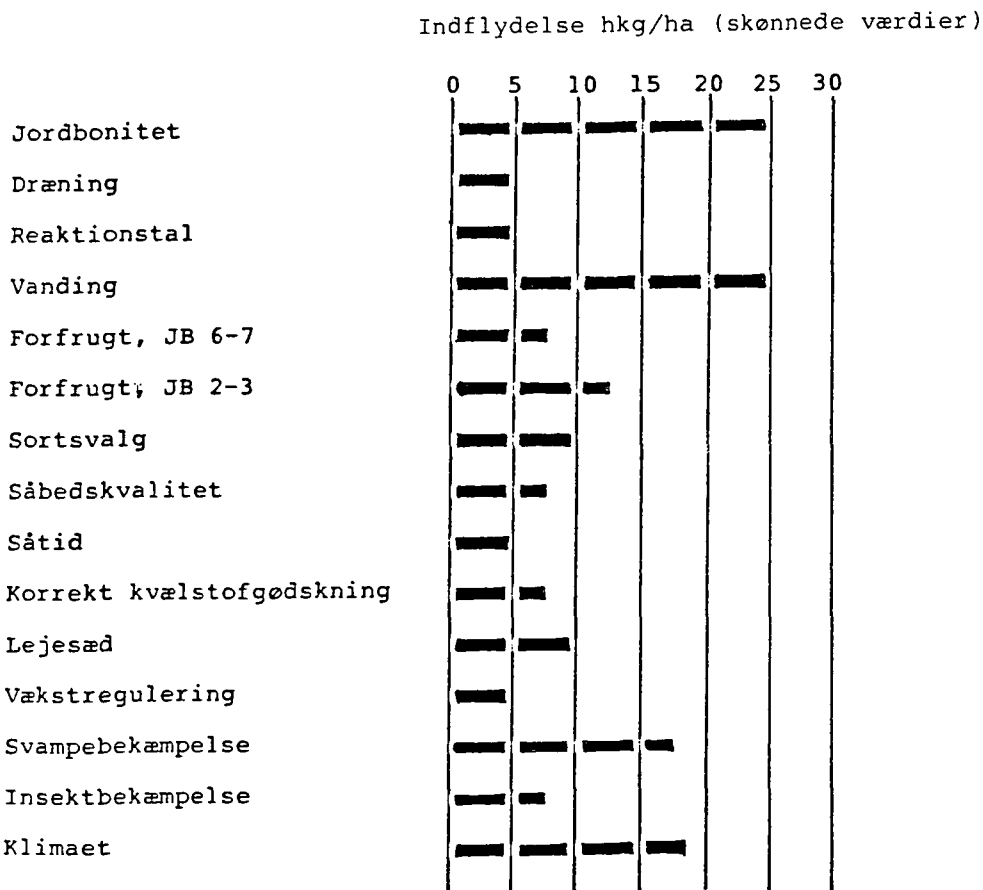 Indflydelse hkg/ha (skønnede værdier)
0 5 10 15 20 25 30
Jordbonitet
Dræning
Reaktionstal
Vanding
Forfrugt, JB 6-7
Forfrugt, JB 2-3
Sortsvalg
Såbedskvalitet
Såtid
Korrekt kvælstofgødskning
Lejesæd
Vækstregulering
Svampebekæmpelse
Insektbekæmpelse
Klimaet